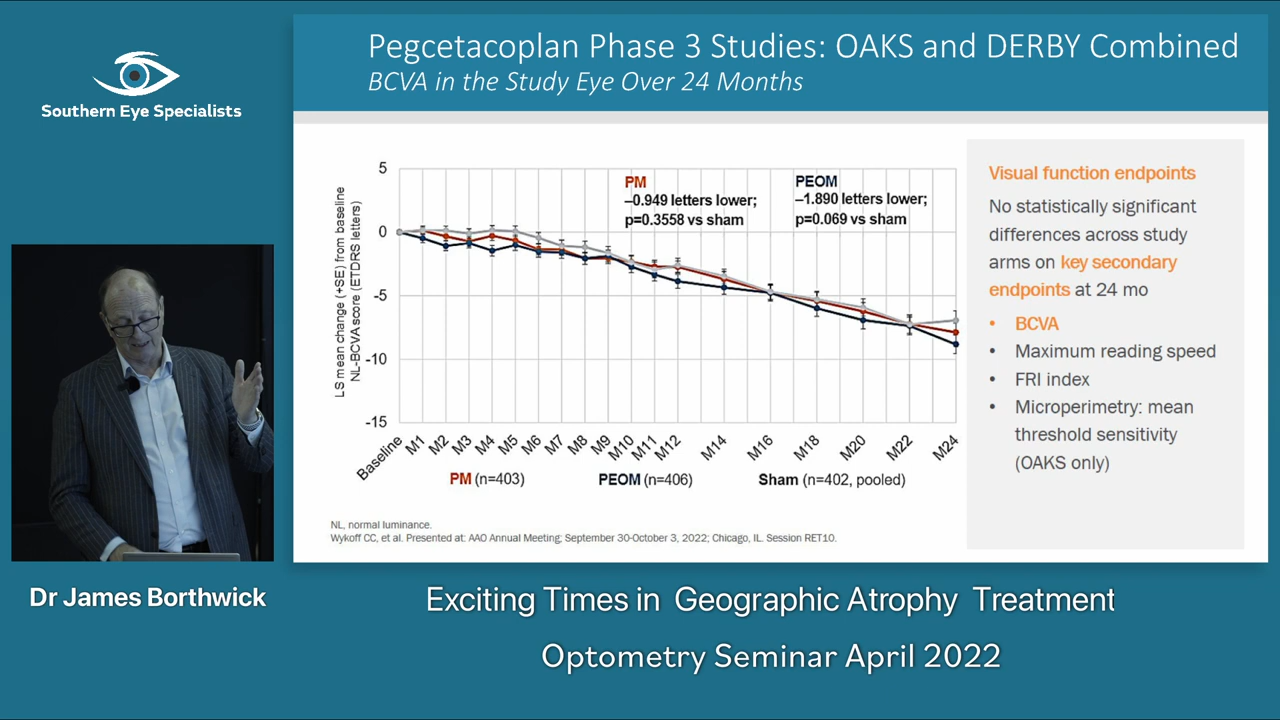 Southern Eye Specialists
Pegcetacoplan Phase 3 Studies: OAKS and DERBY Combined
BCVA in the Study Eye Over 24 Months
LS mean change (+SE) from baseline
NL-BCVA score (ETDRS letters)
5
0
-5
-10
-15
PM
–0.949 letters lower;
p=0.3558 vs sham
PEOM
–1.890 letters lower;
p=0.069 vs sham
Baseline M1 M2 M3 M4 M5 M6 M7 M8 M9 M10 M11 M12 M14 M16 M18 M20 M22 M24
PM (n=403) PEOM (n=406) Sham (n=402, pooled)
NL, normal luminance.
Wykoff CC, et al. Presented at: AAO Annual Meeting; September 30-October 3, 2022; Chicago, IL. Session RET10.
Visual function endpoints
No statistically significant
differences across study
arms on key secondary
endpoints at 24 mo
• BCVA
• Maximum reading speed
• FRI index
• Microperimetry: mean
threshold sensitivity
(OAKS only)
Dr James Borthwick
Exciting Times in Geographic Atrophy Treatment
Optometry Seminar April 2022